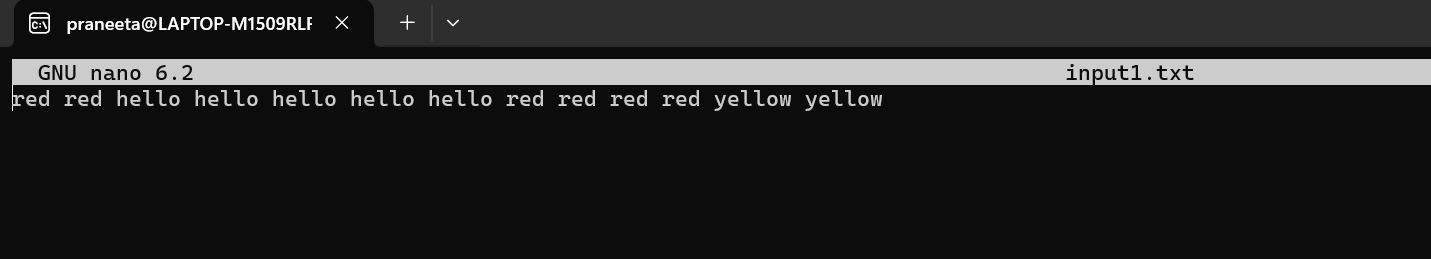 praneeta@LAPTOP-M1509RLF
GNU nano 6.2 input1.txt
red red hello hello hello hello hello red red red red yellow yellow